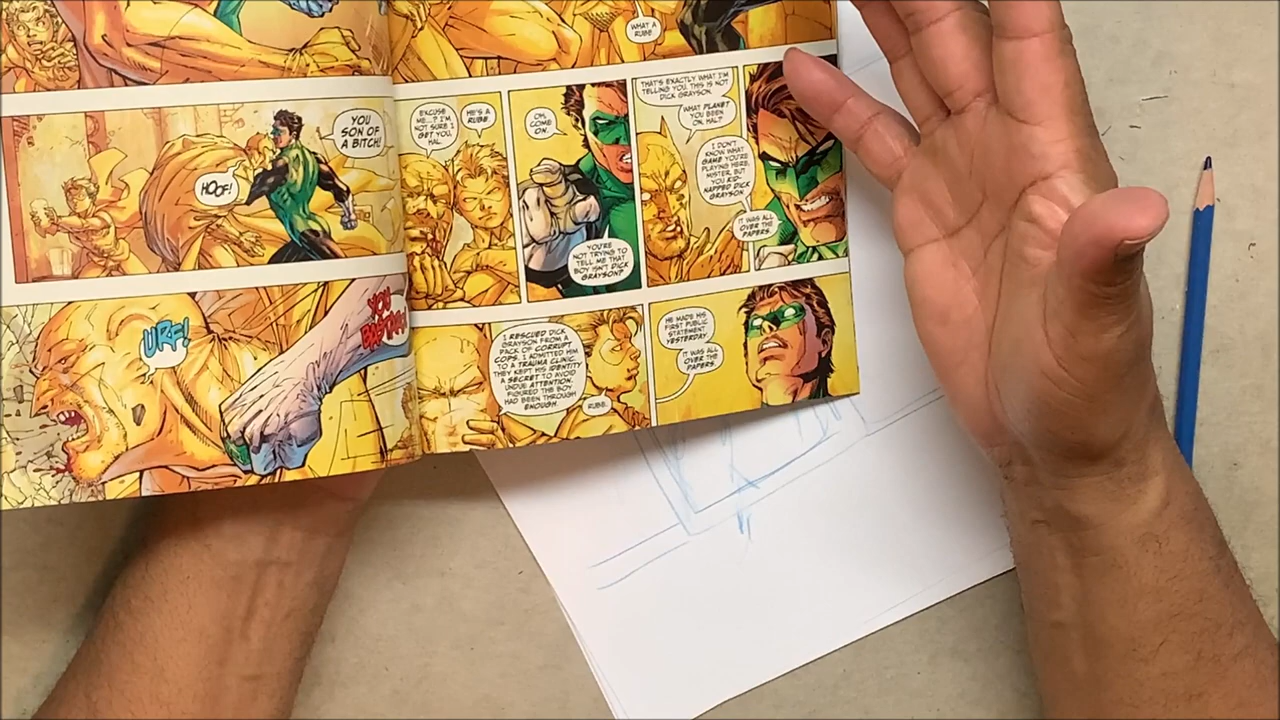 WHAT A
RUBE.
YOU
SON OF
A BITCH!
HOOF!
URF!
YOU
EXCUSE
ME...? I'M
NOT SURE I
GET YOU,
HAL.
HE'S A
RUBE.
OH,
COME
ON.
YOU'RE
NOT TRYING TO
TELL ME THAT
BOY ISN'T DICK
GRAYSON?
THAT'S EXACTLY WHAT I'M
TELLING YOU. THIS IS NOT
DICK GRAYSON.
WHAT PLANET
YOU BEEN
ON, HAL?
I DON'T
KNOW WHAT
GAME YOU'RE
PLAYING HERE,
MISTER, BUT
YOU KID-
NAPPED DICK
GRAYSON.
IT WAS ALL
OVER THE
PAPERS.
I RESCUED DICK
GRAYSON FROM A
PACK OF CORRUPT
COPS. I ADMITTED HIM
TO A TRAUMA CLINIC.
THEY KEPT HIS IDENTITY
A SECRET TO AVOID
UNDUE ATTENTION.
FIGURED THE BOY
HAD BEEN THROUGH
ENOUGH.
RUBE.
HE MADE HIS
FIRST PUBLIC
STATEMENT
YESTERDAY.
IT WAS ALL
OVER THE
PAPERS.